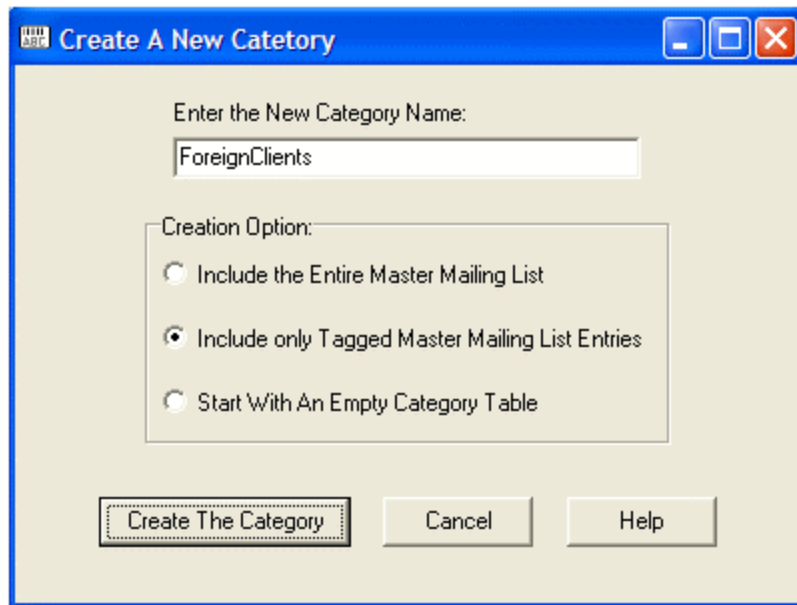 Create A New Catetory
Enter the New Category Name:
ForeignClients
Creation Option:
Include the Entire Master Mailing List
Include only Tagged Master Mailing List Entries
Start With An Empty Category Table
Create The Category Cancel Help